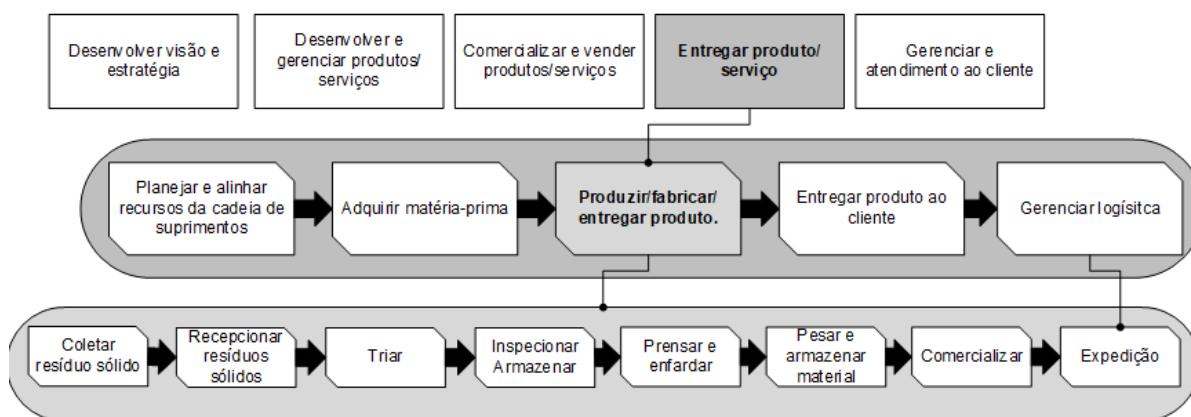 Desenvolver visão e
estratégia
Desenvolver e
gerenciar produtos/
serviços
Comercializar e vender
produtos/serviços
Entregar produto/
serviço
Gerenciar e
atendimento ao cliente
Planejar e alinhar
recursos da cadeia de
suprimentos
Adquirir matéria-prima
Produzir/fabricar/
entregar produto.
Entregar produto ao
cliente
Gerenciar logísitca
Coletar
resíduo sólido
Recepcionar
resíduos
sólidos
Triar
Inspecionar
Armazenar
Prensar e
enfardar
Pesar e
armazenar
material
Comercializar
Expedição